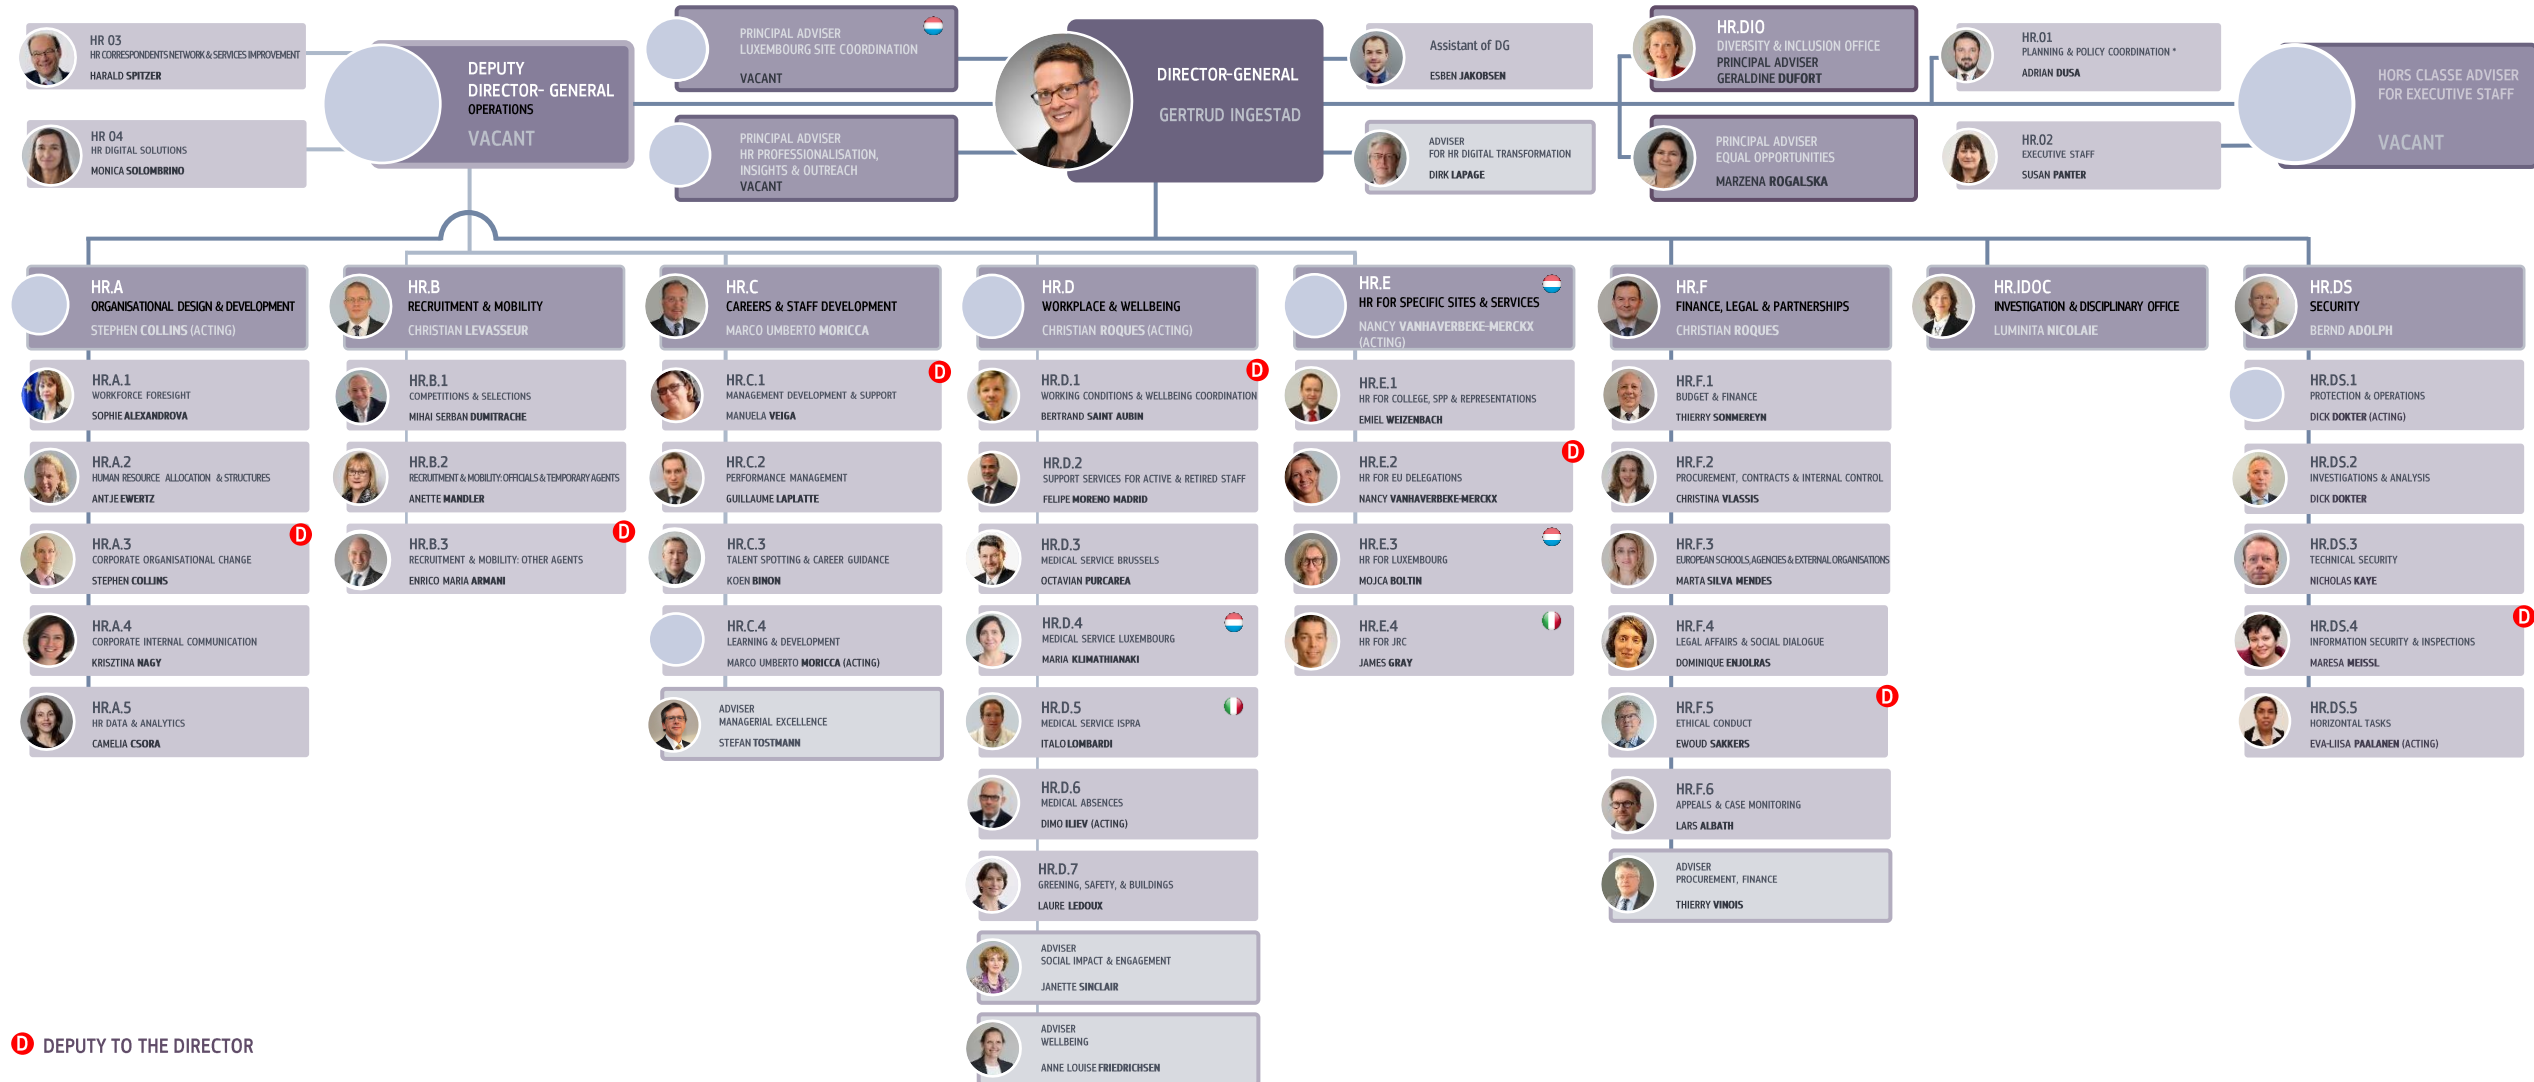 HR 03
HR CORRESPONDENTS NETWORK & SERVICES IMPROVEMENT
HARALD SPITZER
HR 04
HR DIGITAL SOLUTIONS
MONICA SOLOMBRINO
DEPUTY
DIRECTOR- GENERAL
OPERATIONS
VACANT
PRINCIPAL ADVISER
LUXEMBOURG SITE COORDINATION
VACANT
PRINCIPAL ADVISER
HR PROFESSIONALISATION,
INSIGHTS & OUTREACH
VACANT
DIRECTOR-GENERAL
GERTRUD INGESTAD
Assistant of DG
ESBEN JAKOBSEN
ADVISER
FOR HR DIGITAL TRANSFORMATION
DIRK LAPAGE
HR.DIO
DIVERSITY & INCLUSION OFFICE
PRINCIPAL ADVISER
GERALDINE DUFORT
PRINCIPAL ADVISER
EQUAL OPPORTUNITIES
MARZENA ROGALSKA
HR.01
PLANNING & POLICY COORDINATION *
ADRIAN DUSA
HR.02
EXECUTIVE STAFF
SUSAN PANTER
HORS CLASSE ADVISER
FOR EXECUTIVE STAFF
VACANT
HR.A
ORGANISATIONAL DESIGN & DEVELOPMENT
STEPHEN COLLINS (ACTING)
HR.A.1
WORKFORCE FORESIGHT
SOPHIE ALEXANDROVA
HR.A.2
HUMAN RESOURCE ALLOCATION & STRUCTURES
ANTJE EWERTZ
HR.A.3
D
CORPORATE ORGANISATIONAL CHANGE
STEPHEN COLLINS
HR.A.4
CORPORATE INTERNAL COMMUNICATION
KRISZTINA NAGY
HR.A.5
HR DATA & ANALYTICS
CAMELIA CSORA
HR.B
RECRUITMENT & MOBILITY
CHRISTIAN LEVASSEUR
HR.B.1
COMPETITIONS & SELECTIONS
MIHAI SERBAN DUMITRACHE
HR.B.2
RECRUITMENT & MOBILITY: OFFICIALS & TEMPORARY AGENTS
ANETTE MANDLER
HR.B.3
D
RECRUITMENT & MOBILITY: OTHER AGENTS
ENRICO MARIA ARMANI
HR.C
CAREERS & STAFF DEVELOPMENT
MARCO UMBERTO MORICCA
HR.C.1
D
MANAGEMENT DEVELOPMENT & SUPPORT
MANUELA VEIGA
HR.C.2
PERFORMANCE MANAGEMENT
GUILLAUME LAPLATTE
HR.C.3
TALENT SPOTTING & CAREER GUIDANCE
KOEN BINON
HR.C.4
LEARNING & DEVELOPMENT
MARCO UMBERTO MORICCA (ACTING)
ADVISER
MANAGERIAL EXCELLENCE
STEFAN TOSTMANN
HR.D
WORKPLACE & WELLBEING
CHRISTIAN ROQUES (ACTING)
HR.D.1
D
WORKING CONDITIONS & WELLBEING COORDINATION
BERTRAND SAINT AUBIN
HR.D.2
SUPPORT SERVICES FOR ACTIVE & RETIRED STAFF
FELIPE MORENO MADRID
HR.D.3
MEDICAL SERVICE BRUSSELS
OCTAVIAN PURCAREA
HR.D.4
MEDICAL SERVICE LUXEMBOURG
MARIA KLIMATHIANAKI
HR.D.5
MEDICAL SERVICE ISPRA
ITALO LOMBARDI
HR.D.6
MEDICAL ABSENCES
DIMO ILIEV (ACTING)
HR.D.7
GREENING, SAFETY, & BUILDINGS
LAURE LEDOUX
ADVISER
SOCIAL IMPACT & ENGAGEMENT
JANETTE SINCLAIR
ADVISER
WELLBEING
ANNE LOUISE FRIEDRICHSEN
HR.E
HR FOR SPECIFIC SITES & SERVICES
NANCY VANHAVERBEKE-MERCKX
(ACTING)
HR.E.1
HR FOR COLLEGE, SPP & REPRESENTATIONS
EMIEL WEIZENBACH
HR.E.2
D
HR FOR EU DELEGATIONS
NANCY VANHAVERBEKE-MERCKX
HR.E.3
HR FOR LUXEMBOURG
MOJCA BOLTIN
HR.E.4
HR FOR JRC
JAMES GRAY
HR.F
FINANCE, LEGAL & PARTNERSHIPS
CHRISTIAN ROQUES
HR.F.1
BUDGET & FINANCE
THIERRY SONMEREYN
HR.F.2
PROCUREMENT, CONTRACTS & INTERNAL CONTROL
CHRISTINA VLASSIS
HR.F.3
EUROPEAN SCHOOLS, AGENCIES & EXTERNAL ORGANISATIONS
MARTA SILVA MENDES
HR.F.4
LEGAL AFFAIRS & SOCIAL DIALOGUE
DOMINIQUE ENJOLRAS
HR.F.5
D
ETHICAL CONDUCT
EWOUD SAKKERS
HR.F.6
APPEALS & CASE MONITORING
LARS ALBATH
ADVISER
PROCUREMENT, FINANCE
THIERRY VINOIS
HR.IDOC
INVESTIGATION & DISCIPLINARY OFFICE
LUMINITA NICOLAIE
HR.DS
SECURITY
BERND ADOLPH
HR.DS.1
PROTECTION & OPERATIONS
DICK DOKTER (ACTING)
HR.DS.2
INVESTIGATIONS & ANALYSIS
DICK DOKTER
HR.DS.3
TECHNICAL SECURITY
NICHOLAS KAYE
HR.DS.4
D
INFORMATION SECURITY & INSPECTIONS
MARESA MEISSL
HR.DS.5
HORIZONTAL TASKS
EVA-LIISA PAALANEN (ACTING)
D DEPUTY TO THE DIRECTOR